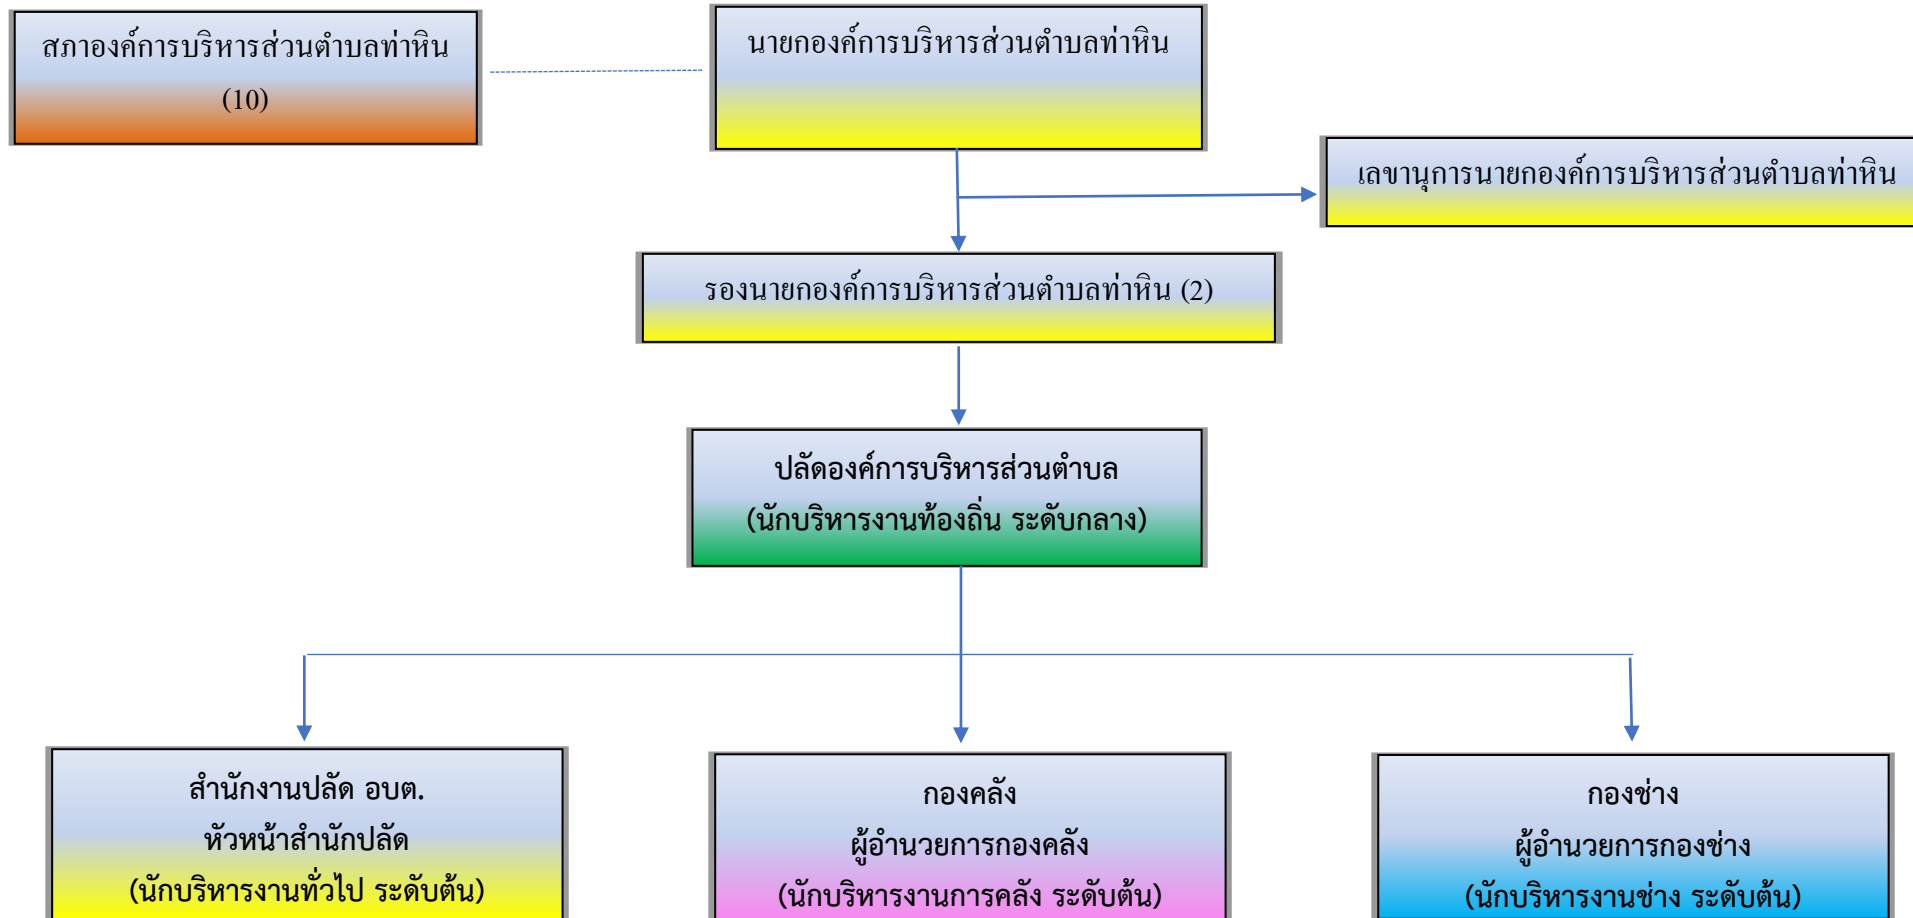 สภาองค์การบริหารส่วนตำบลท่าหิน
(10)
นายกองค์การบริหารส่วนตำบลท่าหิน
เลขานุการนายกองค์การบริหารส่วนตำบลท่าหิน
รองนายกองค์การบริหารส่วนตำบลท่าหิน (2)
ปลัดองค์การบริหารส่วนตำบล
(นักบริหารงานท้องถิ่น ระดับกลาง)
สำนักงานปลัด อบต.
หัวหน้าสำนักปลัด
(นักบริหารงานทั่วไป ระดับต้น)
กองคลัง
ผู้อำนวยการกองคลัง
(นักบริหารงานการคลัง ระดับต้น)
กองช่าง
ผู้อำนวยการกองช่าง
(นักบริหารงานช่าง ระดับต้น)